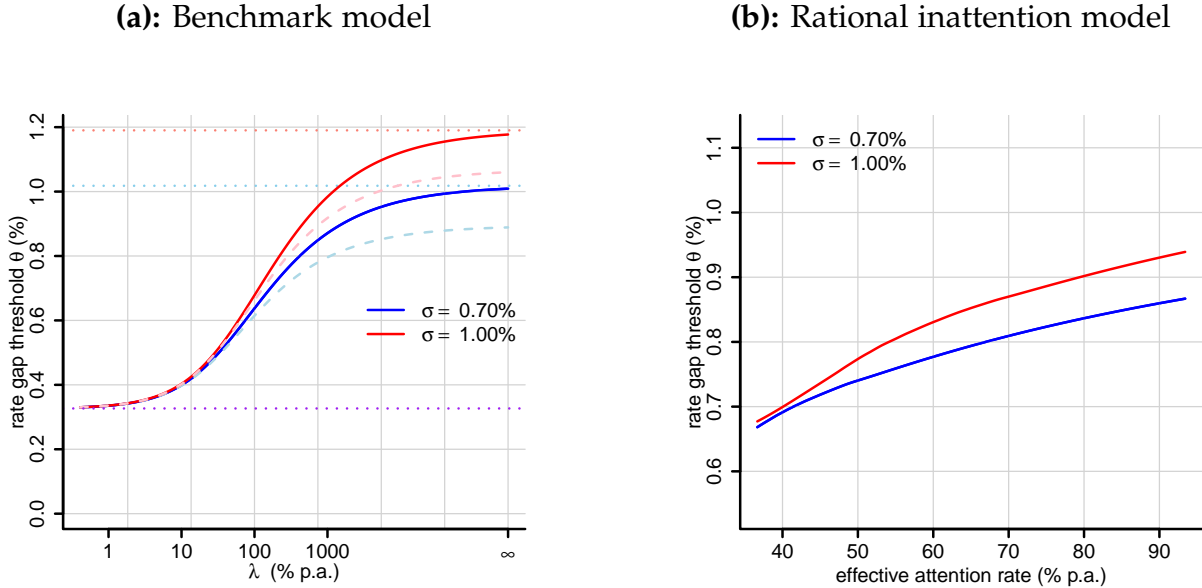 (a): Benchmark model
rate gap threshold θ (%)
1.2
1.0
0.8
0.6
0.4
0.2
0.0
σ = 0.70%
σ = 1.00%
1 10 100 1000 ∞
λ (% p.a.)
(b): Rational inattention model
rate gap threshold θ (%)
1.1
1.0
0.9
0.8
0.7
0.6
σ = 0.70%
σ = 1.00%
40 50 60 70 80 90
effective attention rate (% p.a.)